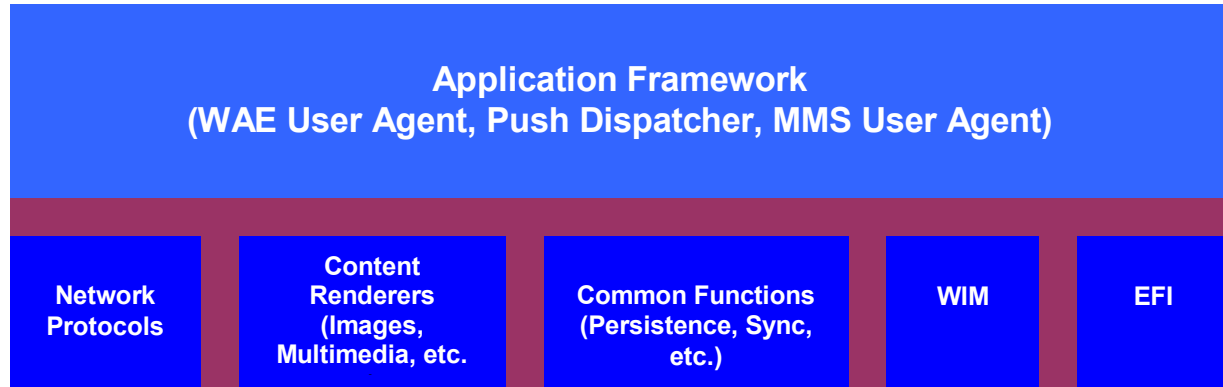 Application Framework
(WAE User Agent, Push Dispatcher, MMS User Agent)
Network
Protocols
Content
Renderers
(Images,
Multimedia, etc.
Common Functions
(Persistence, Sync,
etc.)
WIM
EFI